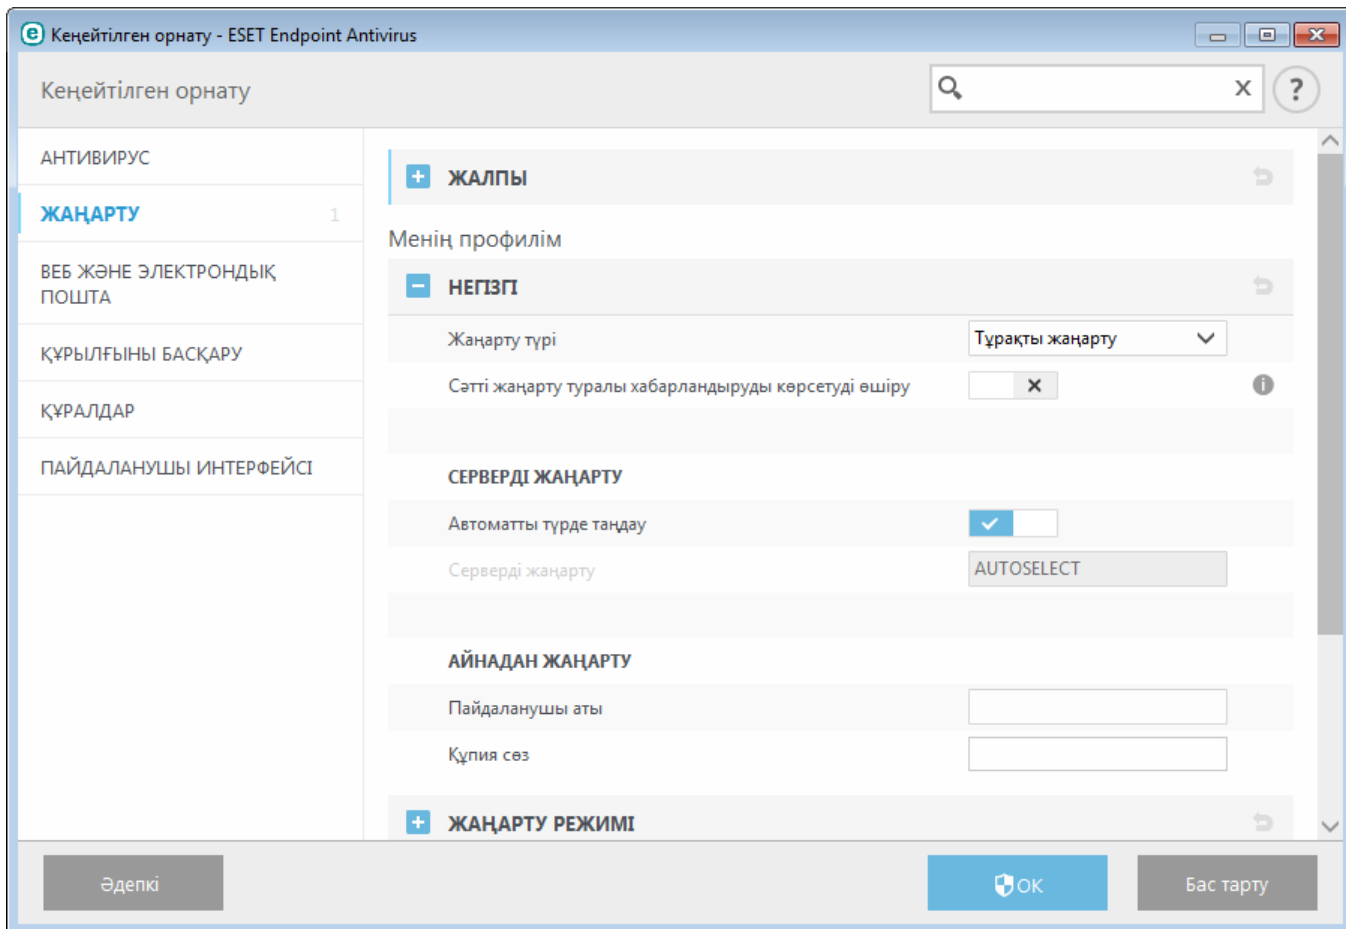 Кеңейтілген орнату - ESET Endpoint Antivirus
Кеңейтілген орнату
АНТИВИРУС
ЖАҢАРТУ 1
ВЕБ ЖӘНЕ ЭЛЕКТРОНДЫҚ
ПОШТА
ҚҰРЫЛҒЫНЫ БАСҚАРУ
ҚҰРАЛДАР
ПАЙДАЛАНУШЫ ИНТЕРФЕЙСІ
ЖАЛПЫ
Менің профилім
НЕГІЗГІ
Жаңарту түрі Тұрақты жаңарту
Сәтті жаңарту туралы хабарландыруды көрсетуді өшіру
СЕРВЕРДІ ЖАҢАРТУ
Автоматты түрде таңдау
Серверді жаңарту AUTOSELECT
АЙНАДАН ЖАҢАРТУ
Пайдаланушы аты
Құпия сөз
ЖАҢАРТУ РЕЖИМІ
Әдепкі OK Бас тарту